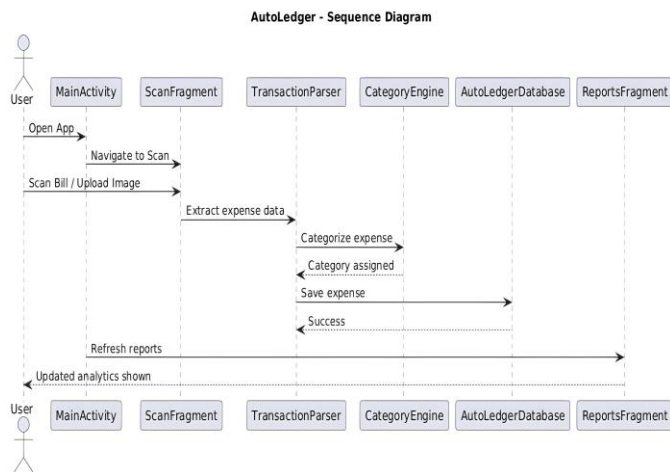 AutoLedger - Sequence Diagram
User
MainActivity
ScanFragment
TransactionParser
CategoryEngine
AutoLedgerDatabase
ReportsFragment
Open App
Navigate to Scan
Scan Bill / Upload Image
Extract expense data
Categorize expense
Category assigned
Save expense
Success
Refresh reports
Updated analytics shown
User
MainActivity
ScanFragment
TransactionParser
CategoryEngine
AutoLedgerDatabase
ReportsFragment